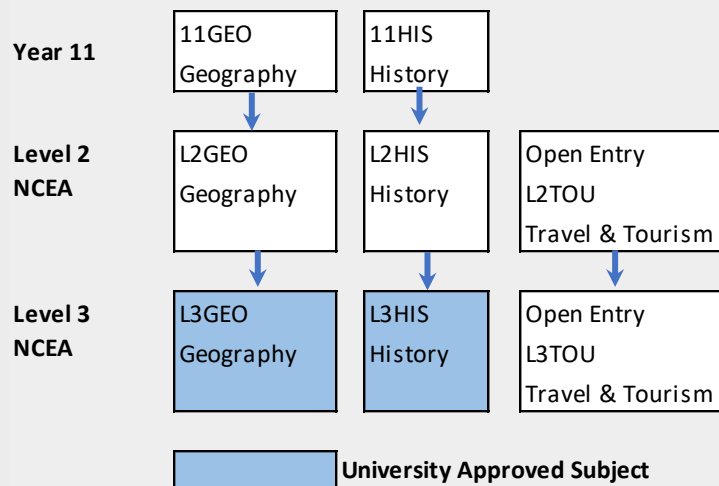 Year 11
11GEO
Geography
11HIS
History
Level 2
NCEA
L2GEO
Geography
L2HIS
History
Open Entry
L2TOU
Travel & Tourism
Level 3
NCEA
L3GEO
Geography
L3HIS
History
Open Entry
L3TOU
Travel & Tourism
University Approved Subject